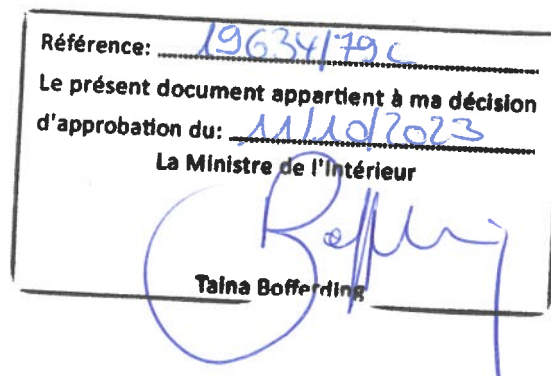 Référence: 19634/79C
Le présent document appartient à ma décision
d'approbation du: 11/10/2023
La Ministre de l'Intérieur
Taina Bofferding